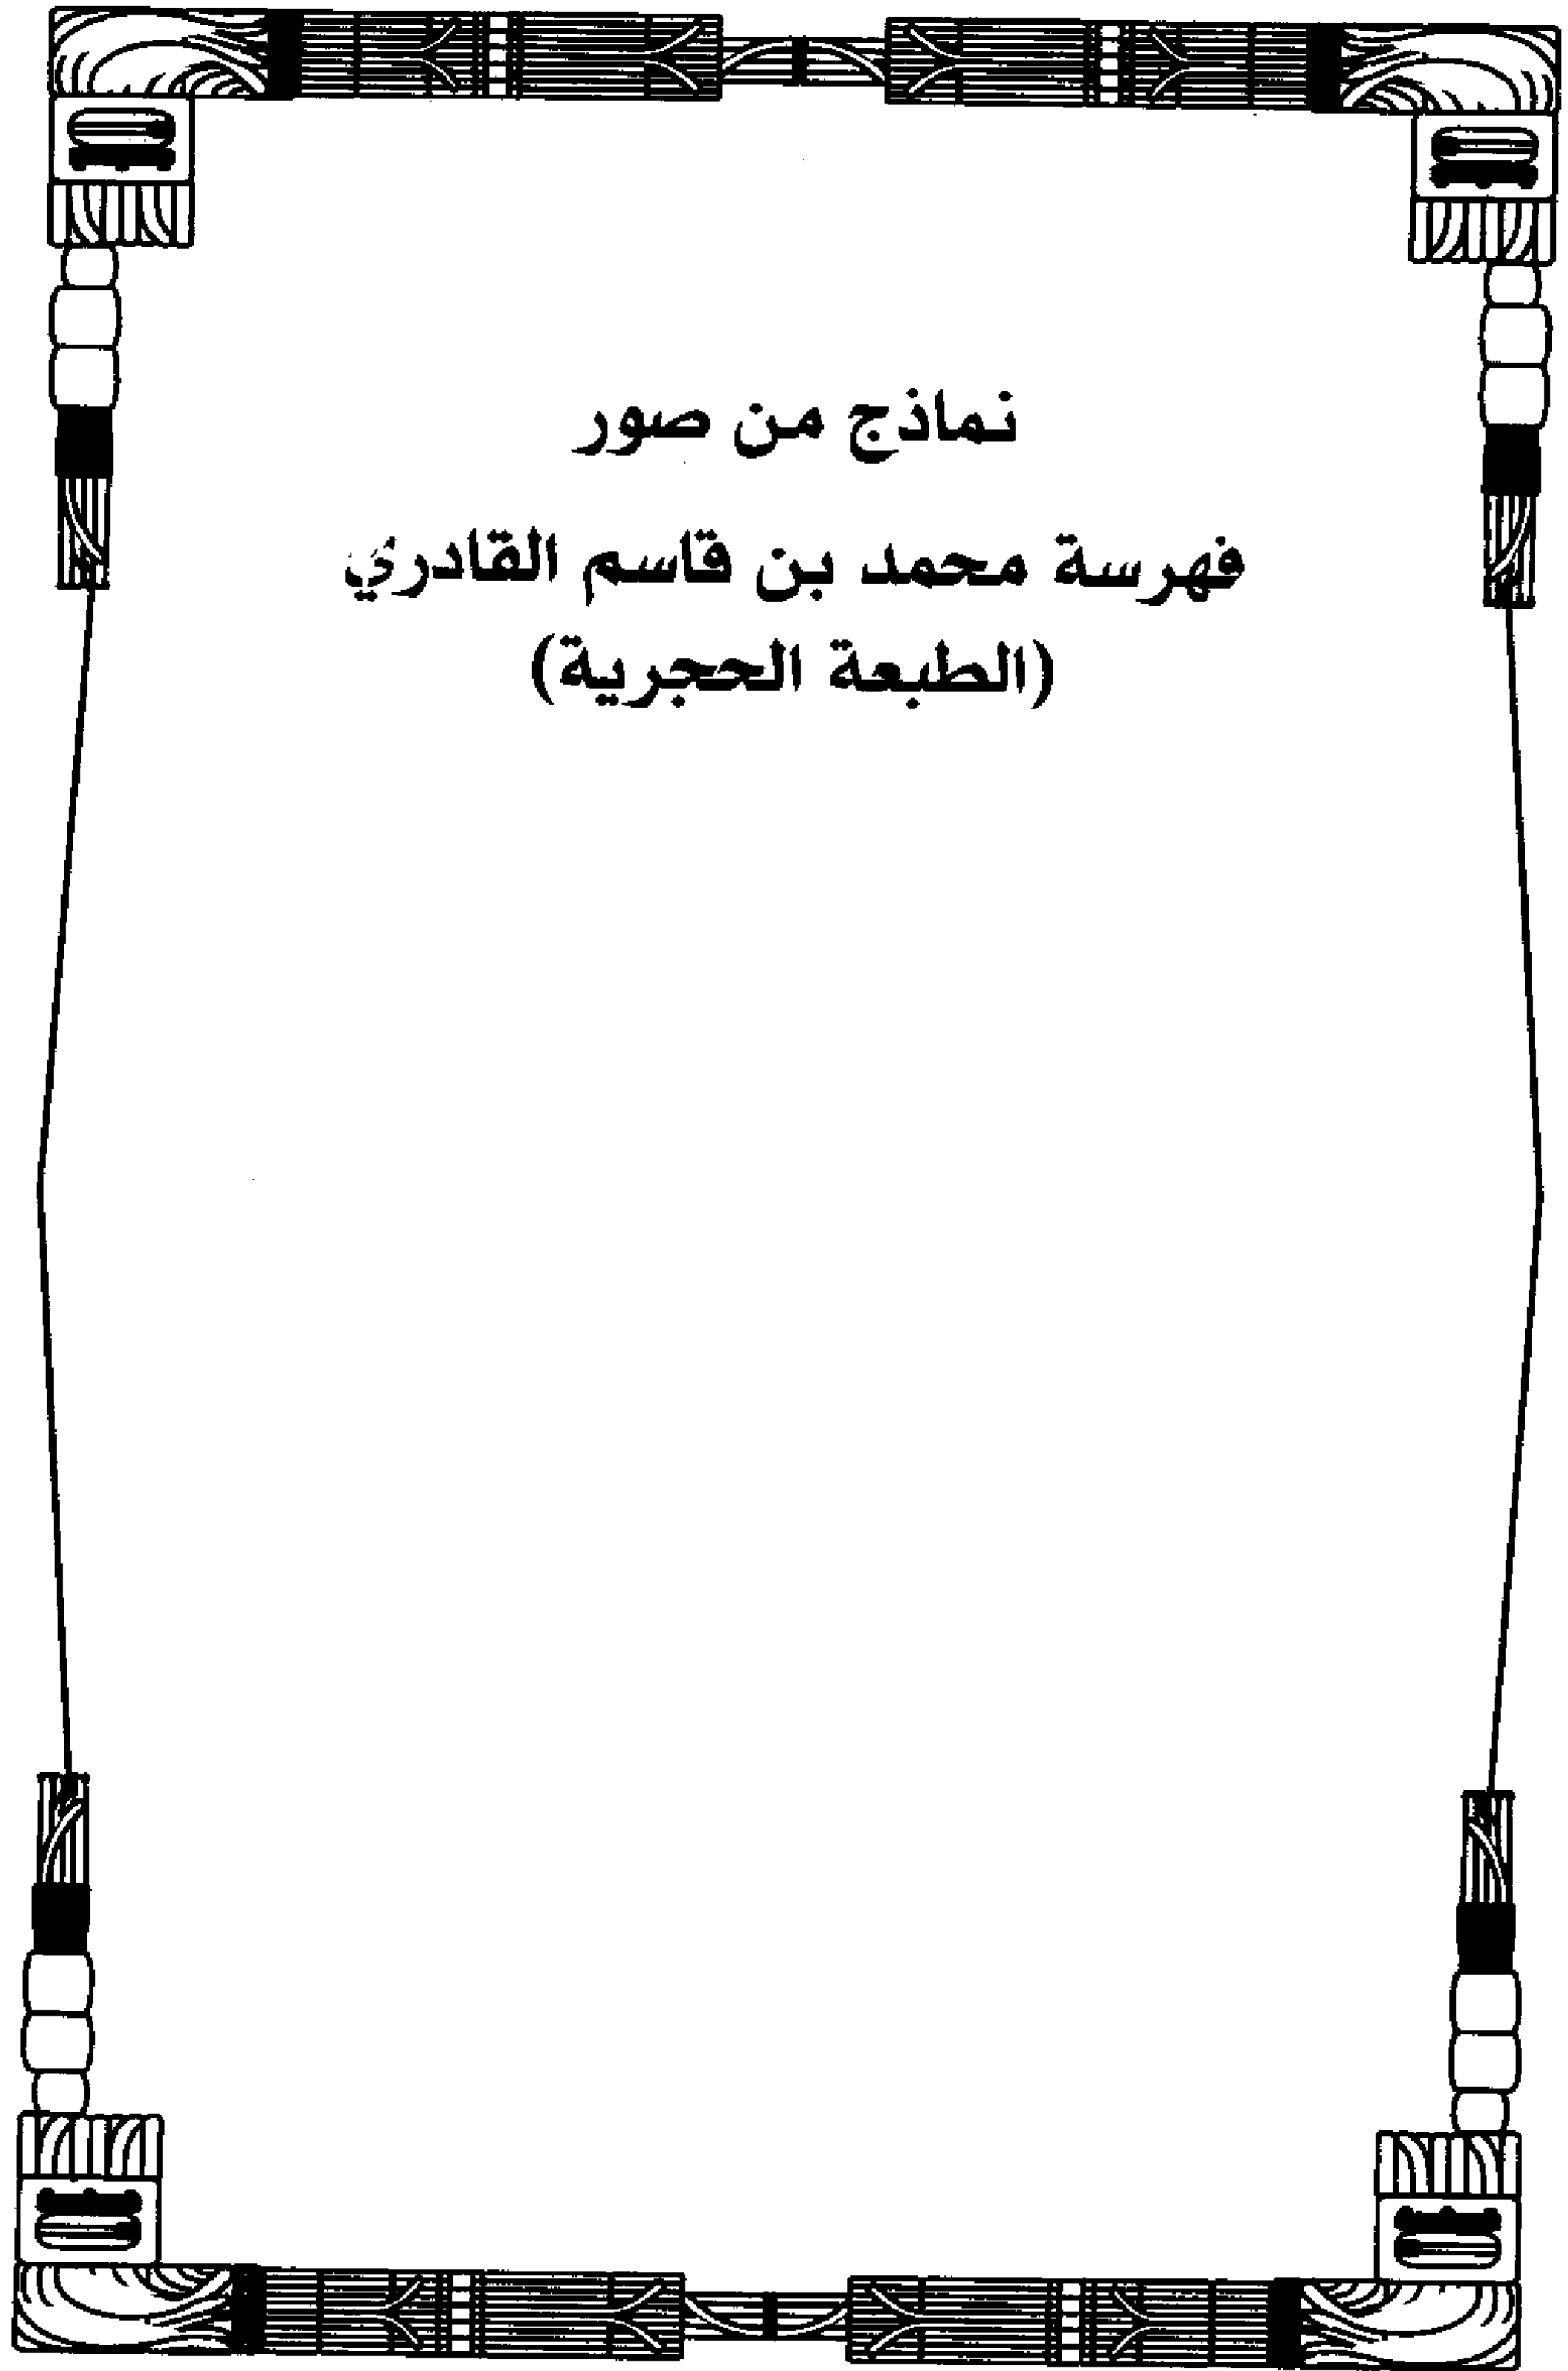 نماذج من صور
فهرسة محمد بن قاسم القادري
(الطبعة الحجرية)